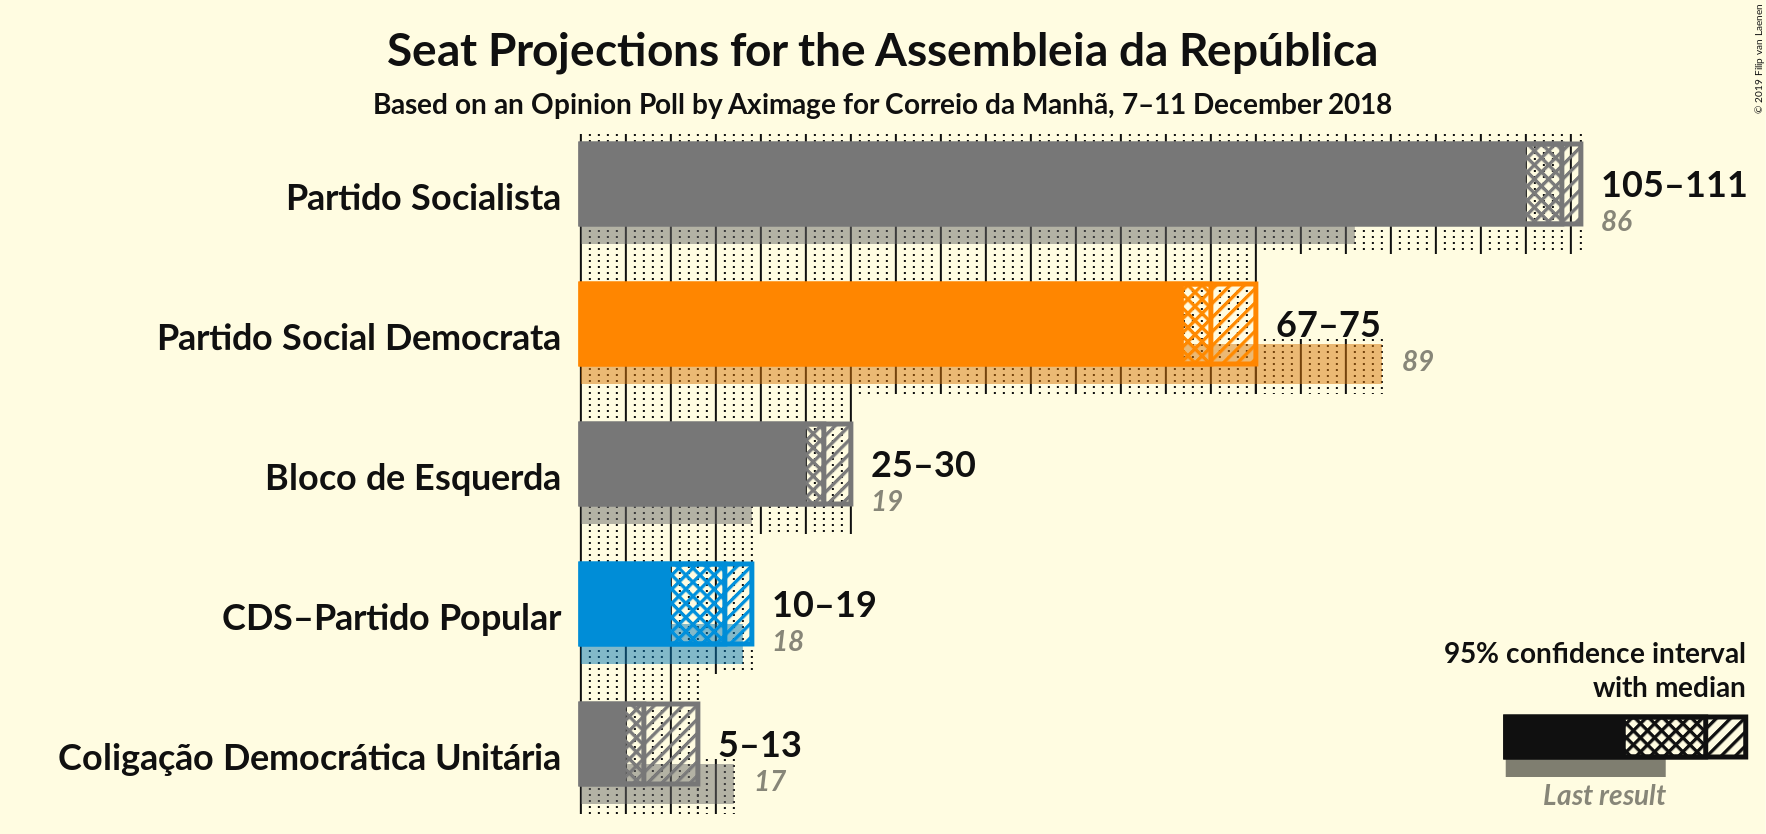 Seat Projections for the Assembleia da República
Based on an Opinion Poll by Aximage for Correio da Manhã, 7–11 December 2018
© 2019 Filip van Laenen
Partido Socialista
105–111
86
Partido Social Democrata
67–75
89
Bloco de Esquerda
25–30
19
CDS–Partido Popular
10–19
18
Coligação Democrática Unitária
5–13
17
95% confidence interval
with median
Last result